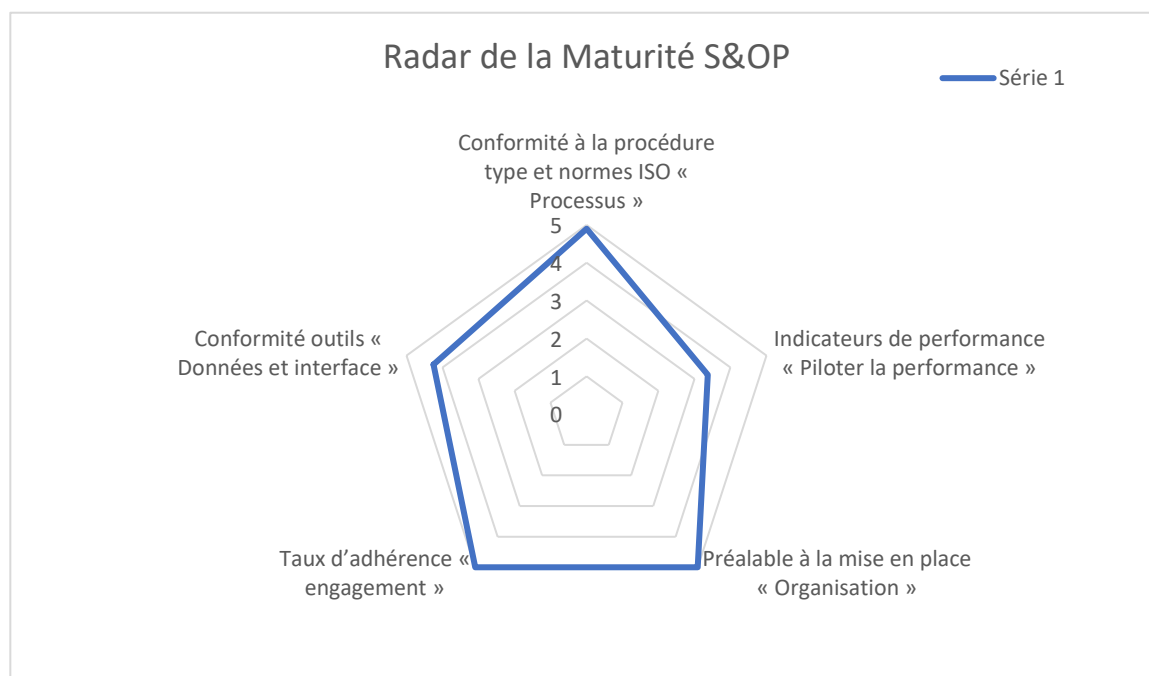 Radar de la Maturité S&OP
Série 1
Conformité à la procédure
type et normes ISO «
Processus »
5
4
3
2
1
0
Indicateurs de performance
« Piloter la performance »
Préalable à la mise en place
« Organisation »
Taux d’adhérence «
engagement »
Conformité outils «
Données et interface »